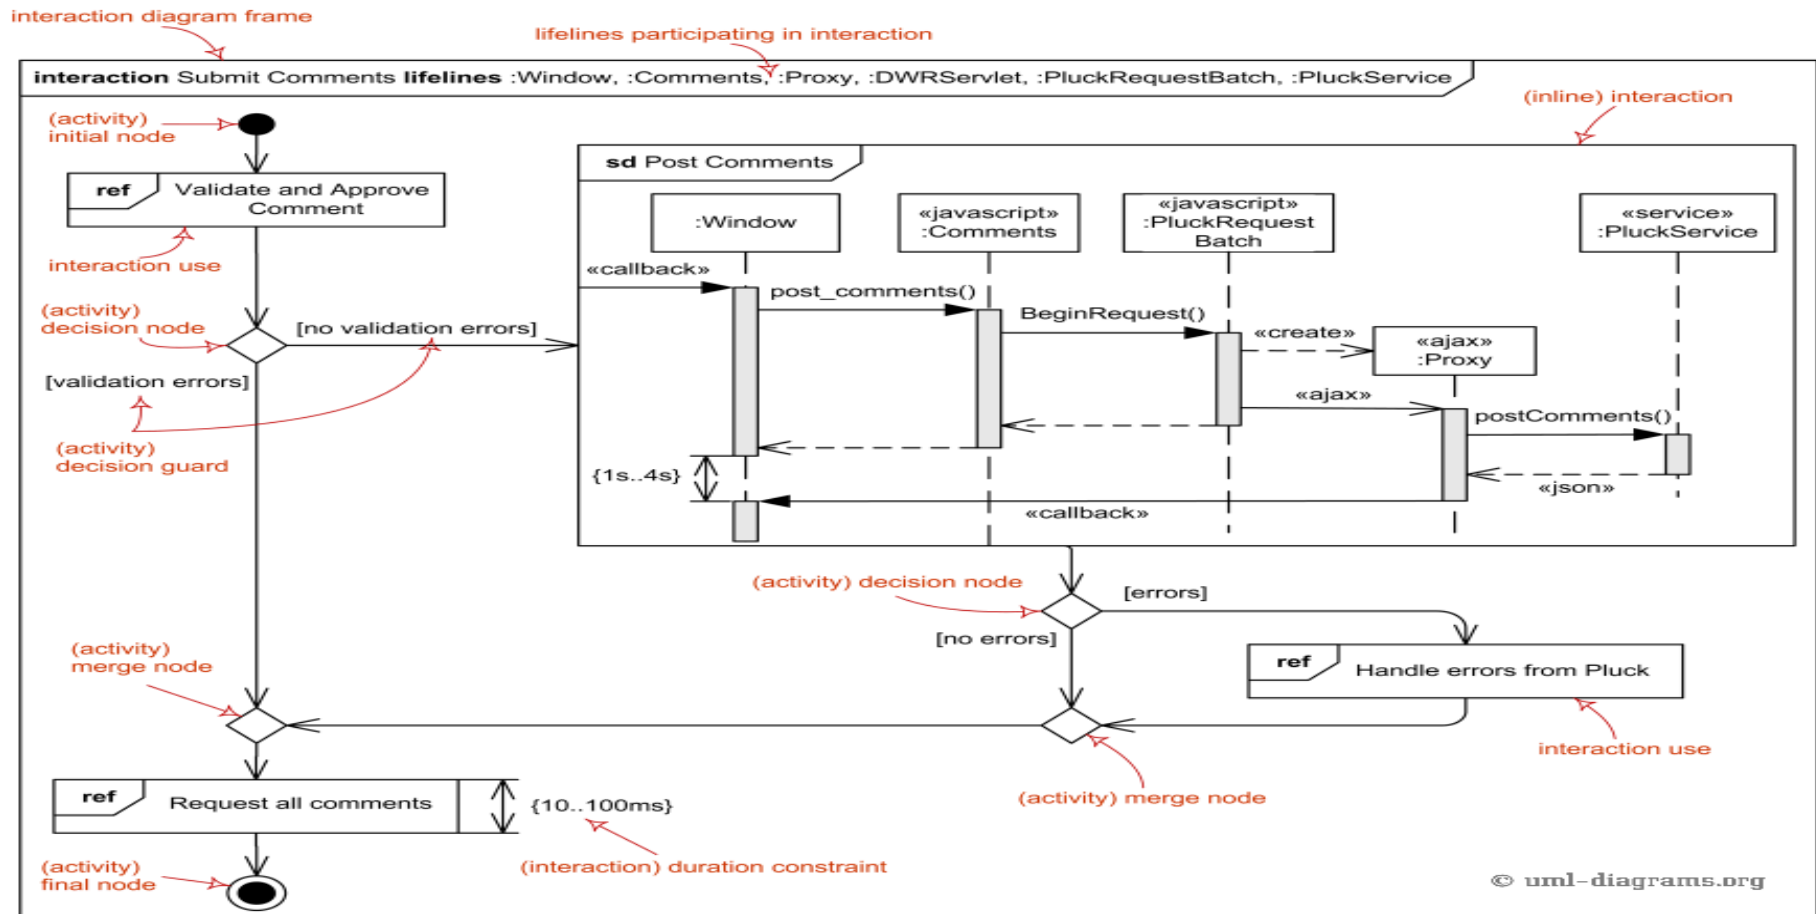 interaction diagram frame
lifelines participating in interaction
interaction Submit Comments lifelines :Window, :Comments, :Proxy, :DWRServlet, :PluckRequestBatch, :PluckService
(inline) interaction
(activity)
initial node
sd Post Comments
ref Validate and Approve
Comment
:Window
«javascript»
:Comments
«javascript»
:PluckRequest
Batch
«service»
:PluckService
interaction use
«callback»
post_comments()
BeginRequest()
(activity)
decision node
[no validation errors]
«create»
«ajax»
:Proxy
[validation errors]
«ajax»
postComments()
(activity)
decision guard
{1s..4s}
«json»
«callback»
(activity) decision node
[errors]
[no errors]
(activity)
merge node
ref Handle errors from Pluck
interaction use
ref Request all comments
{10..100ms}
(activity) merge node
(activity)
final node
(interaction) duration constraint
© uml-diagrams.org